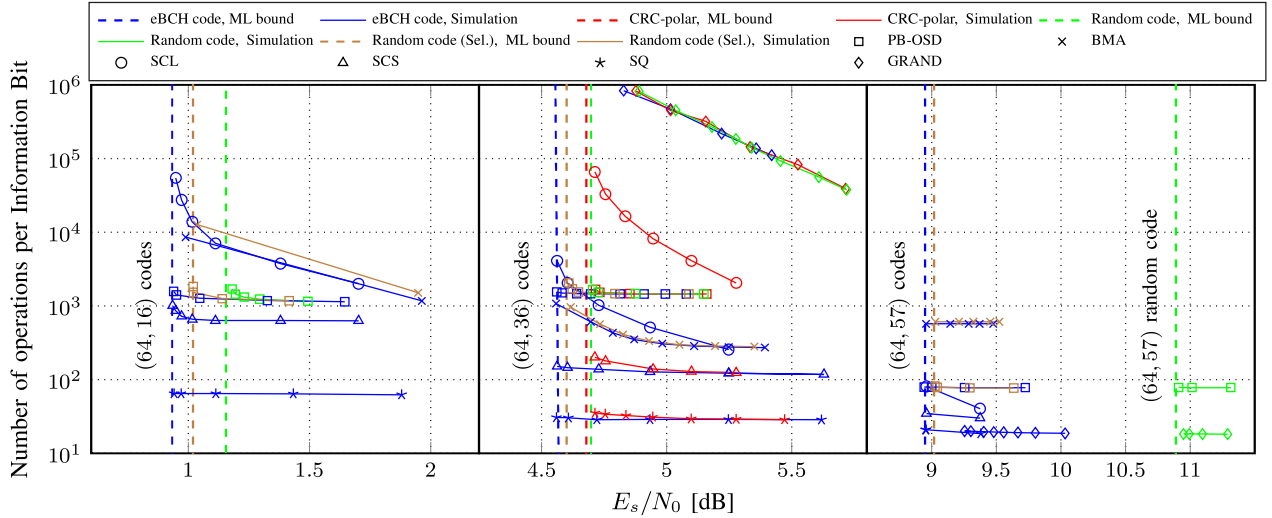 eBCH code, ML bound eBCH code, Simulation CRC-polar, ML bound CRC-polar, Simulation Random code, ML bound
Random code, Simulation Random code (Sel.), ML bound Random code (Sel.), Simulation PB-OSD BMA
SCL SCS SQ GRAND
Number of operations per Information Bit
10^6
10^5
10^4
10^3
10^2
10^1
(64, 16) codes
(64, 36) codes
(64, 57) codes
(64, 57) random code
1 1.5 2 4.5 5 5.5 9 9.5 10 10.5 11
E_s/N_0 [dB]